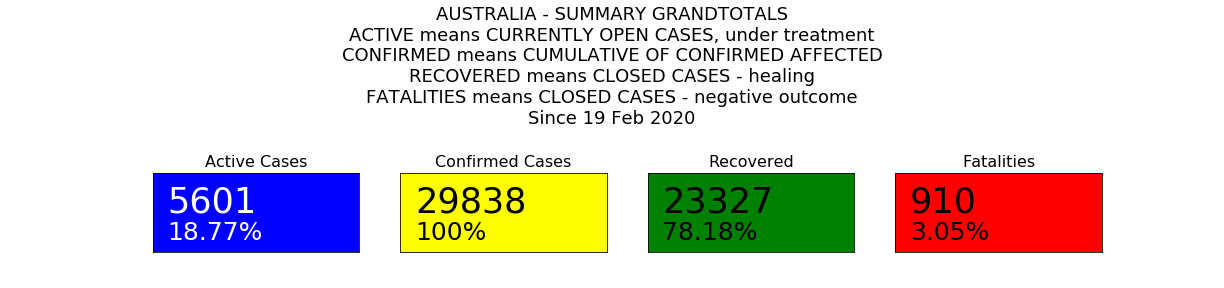 AUSTRALIA - SUMMARY GRANDTOTALS
ACTIVE means CURRENTLY OPEN CASES, under treatment
CONFIRMED means CUMULATIVE OF CONFIRMED AFFECTED
RECOVERED means CLOSED CASES - healing
FATALITIES means CLOSED CASES - negative outcome
Since 19 Feb 2020
Active Cases
5601
18.77%
Confirmed Cases
29838
100%
Recovered
23327
78.18%
Fatalities
910
3.05%